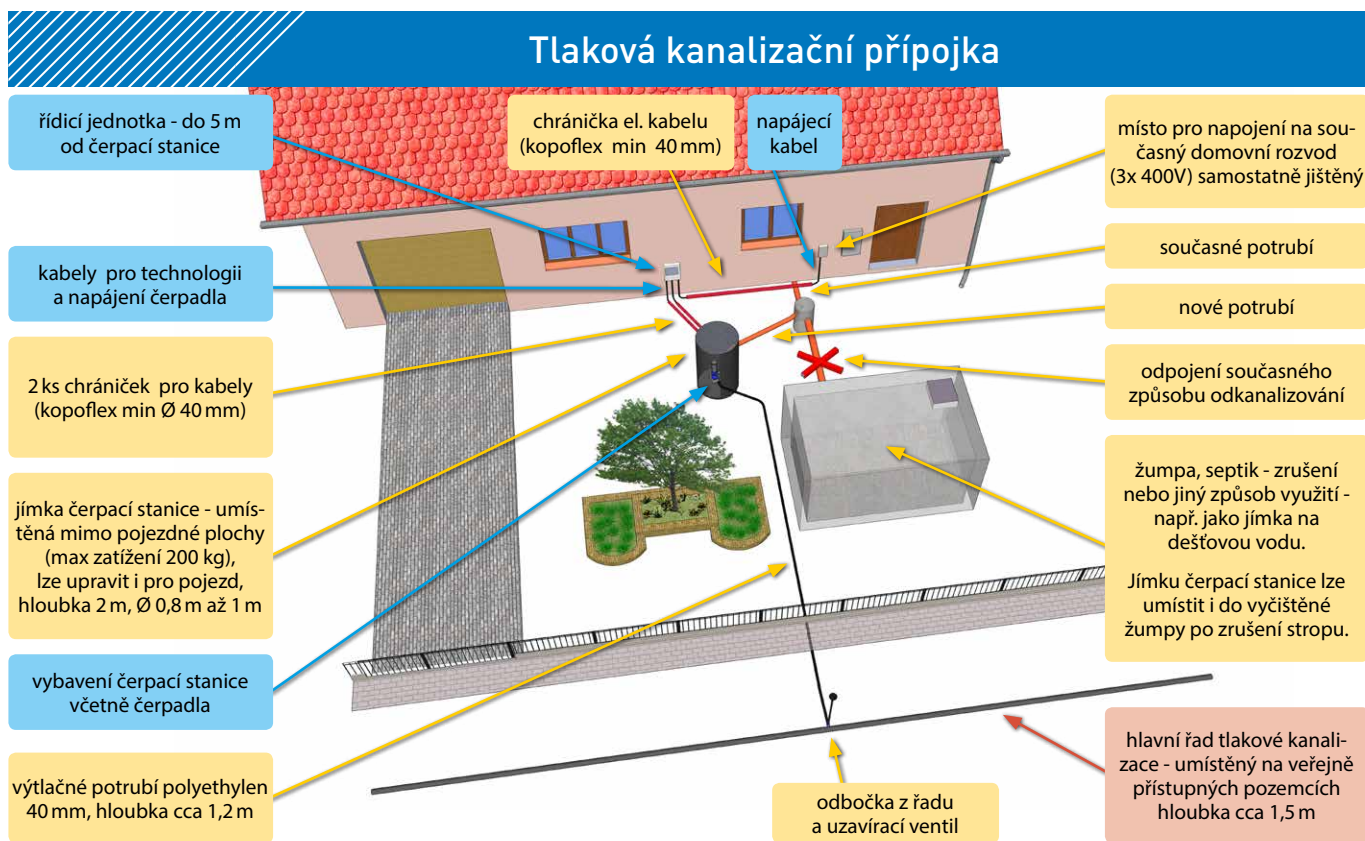 Tlaková kanalizační přípojka
řídicí jednotka - do 5 m
od čerpací stanice
chránička el. kabelu
(kopoflex min 40 mm)
napájecí
kabel
místo pro napojení na sou-
časný domovní rozvod
(3x 400V) samostatně jištěný
kabely pro technologii
a napájení čerpadla
současné potrubí
nové potrubí
2 ks chrániček pro kabely
(kopoflex min Ø 40 mm)
odpojení současného
způsobu odkanalizování
jímka čerpací stanice - umís-
těná mimo pojezdné plochy
(max zatížení 200 kg),
lze upravit i pro pojezd,
hloubka 2 m, Ø 0,8 m až 1 m
žumpa, septik - zrušení
nebo jiný způsob využití -
např. jako jímka na
dešťovou vodu.
Jímku čerpací stanice lze
umístit i do vyčištěné
žumpy po zrušení stropu.
vybavení čerpací stanice
včetně čerpadla
výtlačné potrubí polyethylen
40 mm, hloubka cca 1,2 m
odbočka z řadu
a uzavírací ventil
hlavní řad tlakové kanali-
zace - umístěný na veřejně
přístupných pozemcích
hloubka cca 1,5 m